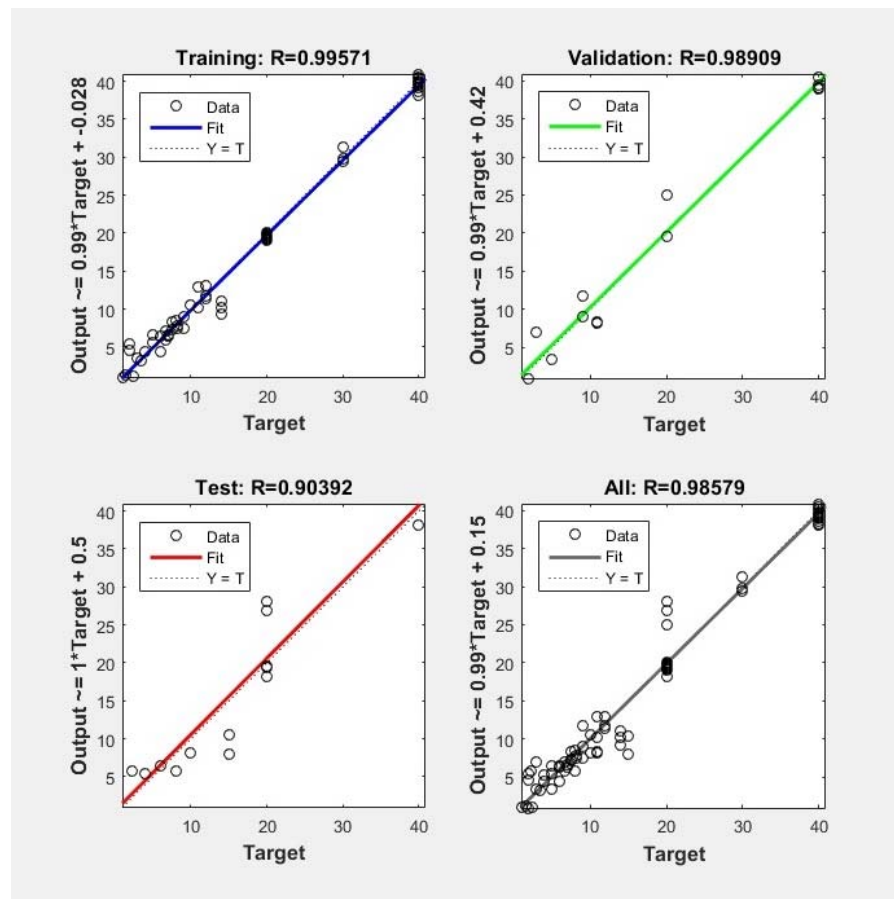 Training: R=0.99571
Output ~= 0.99*Target + -0.028
40
35
30
25
20
15
10
5
Data
Fit
Y = T
10
20
30
40
Target
Validation: R=0.98909
Output ~= 0.99*Target + 0.42
40
35
30
25
20
15
10
5
Data
Fit
Y = T
10
20
30
40
Target
Test: R=0.90392
Output ~= 1*Target + 0.5
40
35
30
25
20
15
10
5
Data
Fit
Y = T
10
20
30
40
Target
All: R=0.98579
Output ~= 0.99*Target + 0.15
40
35
30
25
20
15
10
5
Data
Fit
Y = T
10
20
30
40
Target